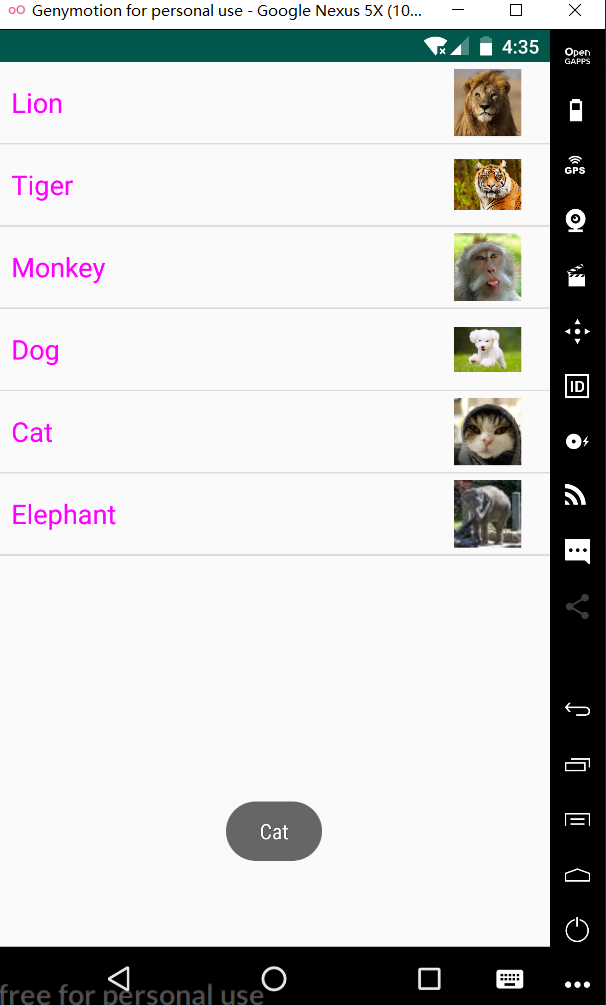 Genymotion for personal use - Google Nexus 5X (10...
4:35
Open
GAPPS
Lion
Tiger
GPS
Monkey
Dog
ID
Cat
Elephant
Cat
free for personal use